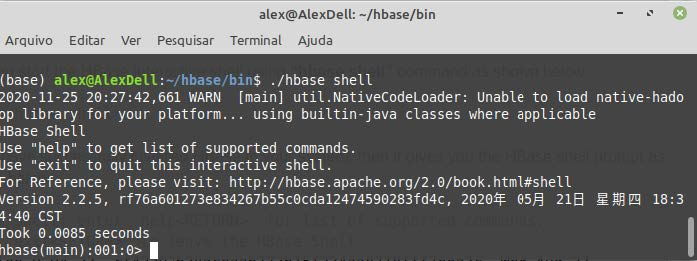 alex@AlexDell: ~/hbase/bin
Arquivo Editar Ver Pesquisar Terminal Ajuda
(base) alex@AlexDell:~/hbase/bin$ ./hbase shell
2020-11-25 20:27:42,661 WARN  [main] util.NativeCodeLoader: Unable to load native-hado
op library for your platform... using builtin-java classes where applicable
HBase Shell
Use "help" to get list of supported commands.
Use "exit" to quit this interactive shell.
For Reference, please visit: http://hbase.apache.org/2.0/book.html#shell
Version 2.2.5, rf76a601273e834267b55c0cda12474590283fd4c, 2020年 05月 21日 星期四 18:3
4:40 CST
Took 0.0085 seconds
hbase(main):001:0>